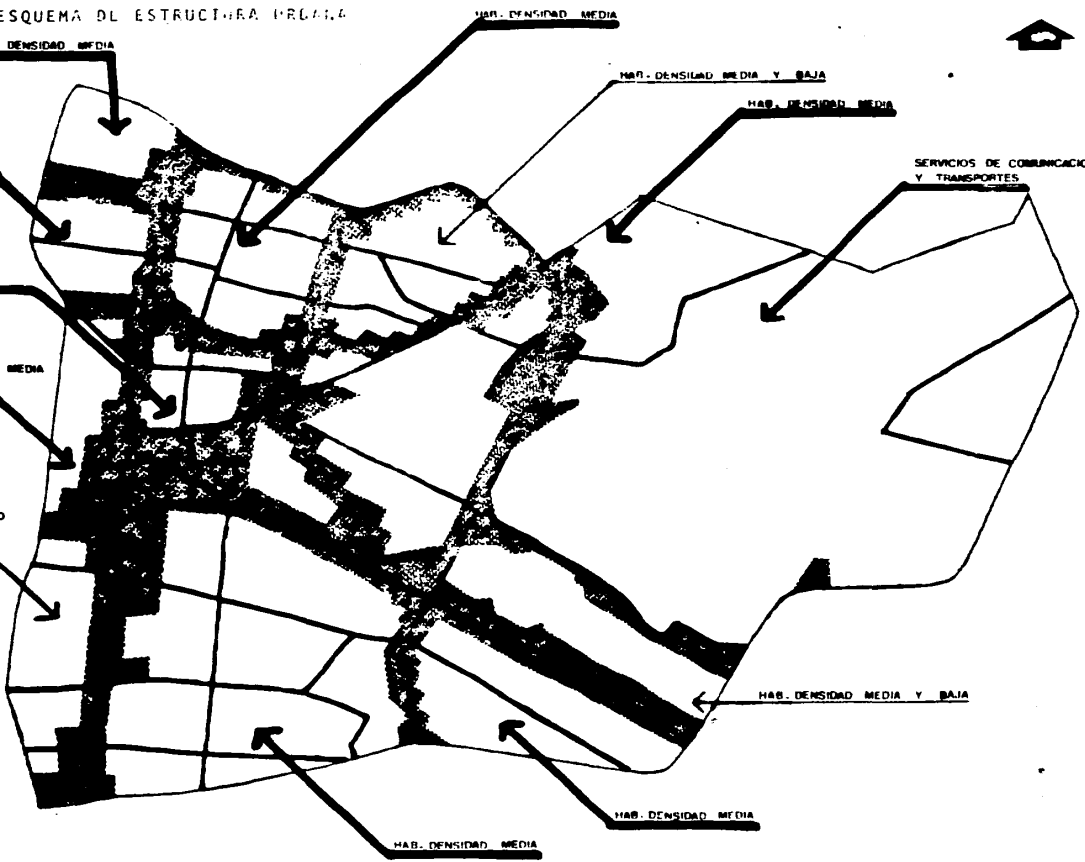 ESQUEMA DE ESTRUCTURA URBANA
HAB. DENSIDAD MEDIA
DENSIDAD MEDIA
HAB. DENSIDAD MEDIA Y BAJA
HAB. DENSIDAD MEDIA
SERVICIOS DE COMUNICACIO
Y TRANSPORTES
MEDIA
O
HAB. DENSIDAD MEDIA Y BAJA
HAB. DENSIDAD MEDIA
HAB. DENSIDAD MEDIA